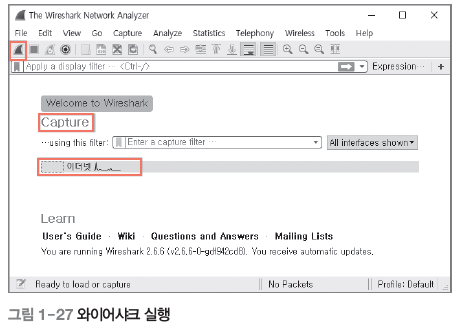 The Wireshark Network Analyzer
File Edit View Go Capture Analyze Statistics Telephony Wireless Tools Help
Apply a display filter ··· <Ctrl-/>
Expression···
+
Welcome to Wireshark
Capture
···using this filter:
Enter a capture filter ···
All interfaces shown
이더넷
Learn
User's Guide · Wiki · Questions and Answers · Mailing Lists
You are running Wireshark 2.6.6 (v2.6.6-0-gdf942cd8). You receive automatic updates.
Ready to load or capture
No Packets
Profile: Default
그림 1-27 와이어샤크 실행